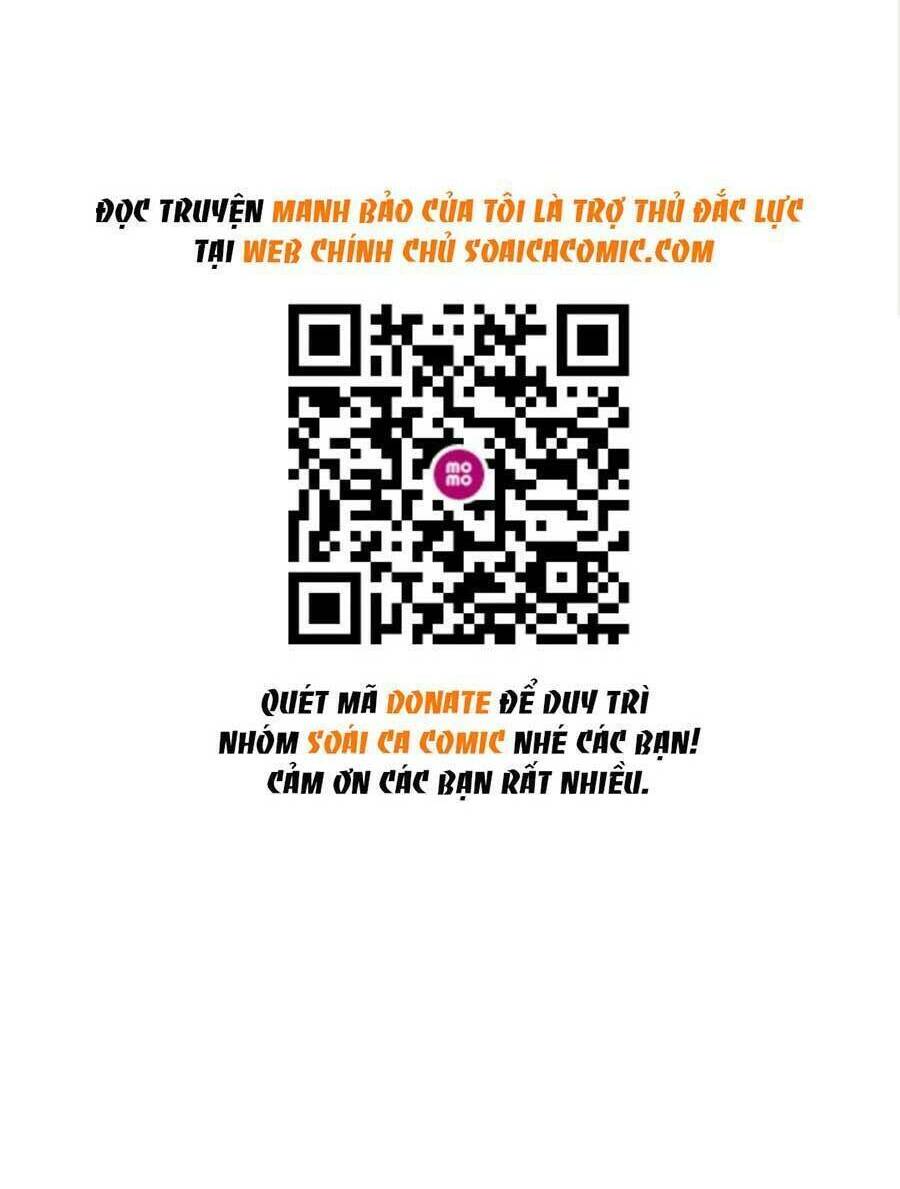 ĐỌC TRUYỆN MANH BẢO CỦA TÔI LÀ TRỢ THỦ ĐẮC LỰC
TẠI WEB CHÍNH CHỦ SOAICACOMIC.COM
mo
mo
QUÉT MÃ DONATE ĐỂ DUY TRÌ
NHÓM SOÁI CA COMIC NHÉ CÁC BẠN!
CẢM ƠN CÁC BẠN RẤT NHIỀU.